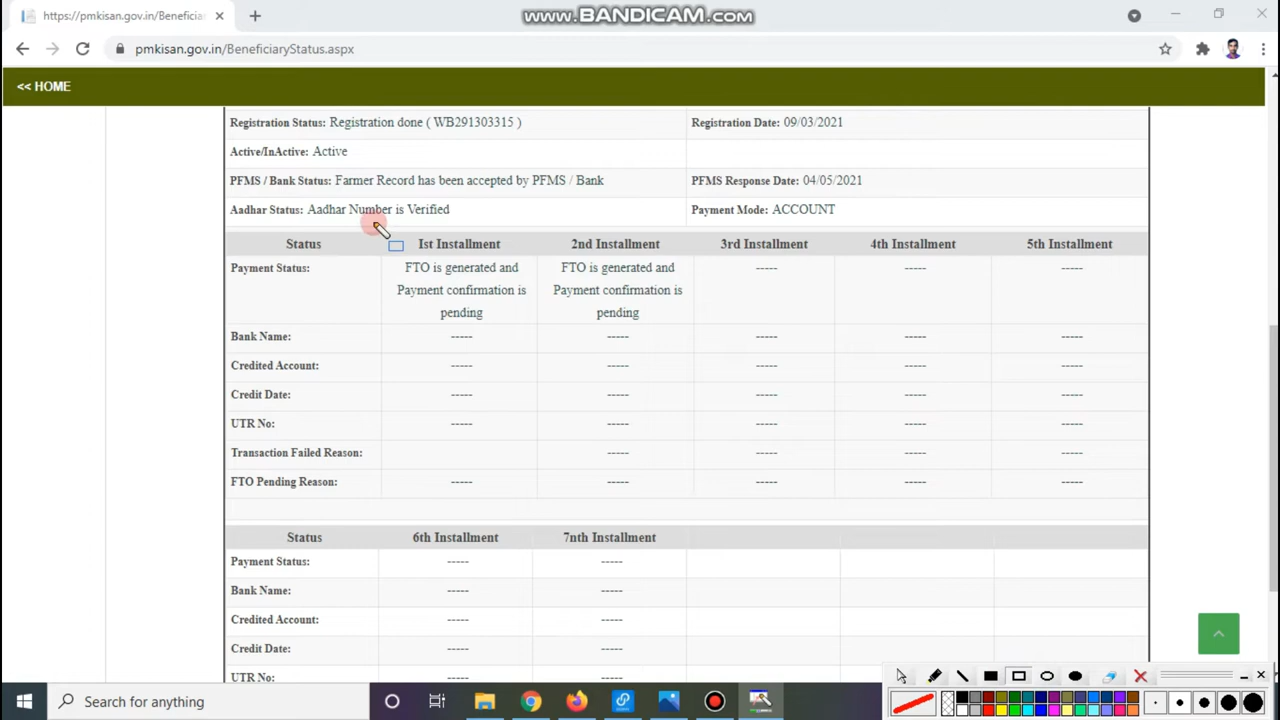 https://pmkisan.gov.in/Beneficia
www.BANDICAM.com
pmkisan.gov.in/BeneficiaryStatus.aspx
<< HOME
Registration Status: Registration done ( WB291303315 ) Registration Date: 09/03/2021
Active/InActive: Active
PFMS / Bank Status: Farmer Record has been accepted by PFMS / Bank PFMS Response Date: 04/05/2021
Aadhar Status: Aadhar Number is Verified Payment Mode: ACCOUNT
Status Ist Installment 2nd Installment 3rd Installment 4th Installment 5th Installment
Payment Status: FTO is generated and FTO is generated and ----- ----- -----
Payment confirmation is Payment confirmation is
pending pending
Bank Name: ----- ----- ----- ----- -----
Credited Account: ----- ----- ----- ----- -----
Credit Date: ----- ----- ----- ----- -----
UTR No: ----- ----- ----- ----- -----
Transaction Failed Reason: ----- ----- ----- -----
FTO Pending Reason: ----- ----- ----- ----- -----
Status 6th Installment 7nth Installment
Payment Status: ----- -----
Bank Name: ----- -----
Credited Account: ----- -----
Credit Date: ----- -----
UTR No: ----- -----
Search for anything